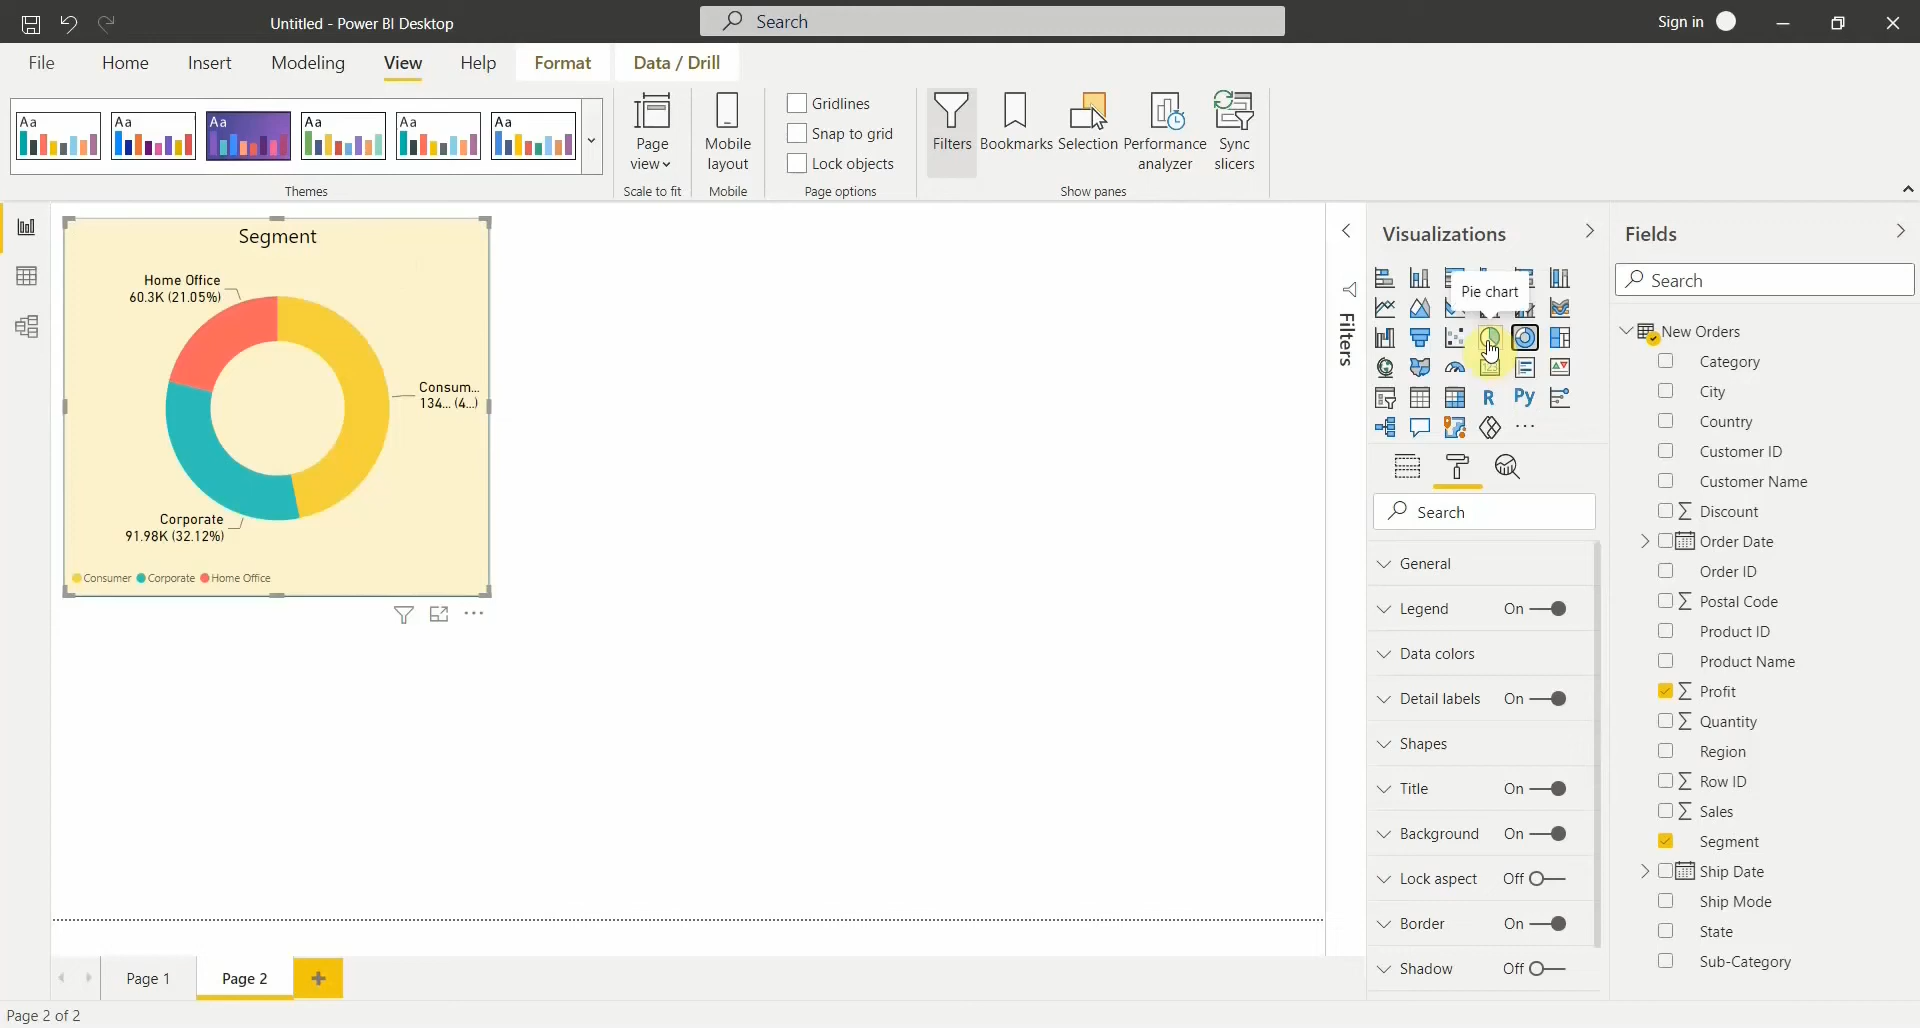 Untitled - Power BI Desktop
Search
Sign in
File
Home
Insert
Modeling
View
Help
Format
Data / Drill
Aa
Aa
Aa
Aa
Aa
Aa
Themes
Page
view
Scale to fit
Mobile
layout
Mobile
Gridlines
Snap to grid
Lock objects
Page options
Filters
Bookmarks
Selection
Performance
analyzer
Sync
slicers
Show panes
Segment
Home Office
60.3K (21.05%)
Consum...
134... (4...)
Corporate
91.98K (32.12%)
Consumer
Corporate
Home Office
Filters
Visualizations
Pie chart
123
R
Py
Search
General
Legend On
Data colors
Detail labels On
Shapes
Title On
Background On
Lock aspect Off
Border On
Shadow Off
Fields
Search
New Orders
Category
City
Country
Customer ID
Customer Name
Discount
Order Date
Order ID
Postal Code
Product ID
Product Name
Profit
Quantity
Region
Row ID
Sales
Segment
Ship Date
Ship Mode
State
Sub-Category
Page 1
Page 2
Page 2 of 2